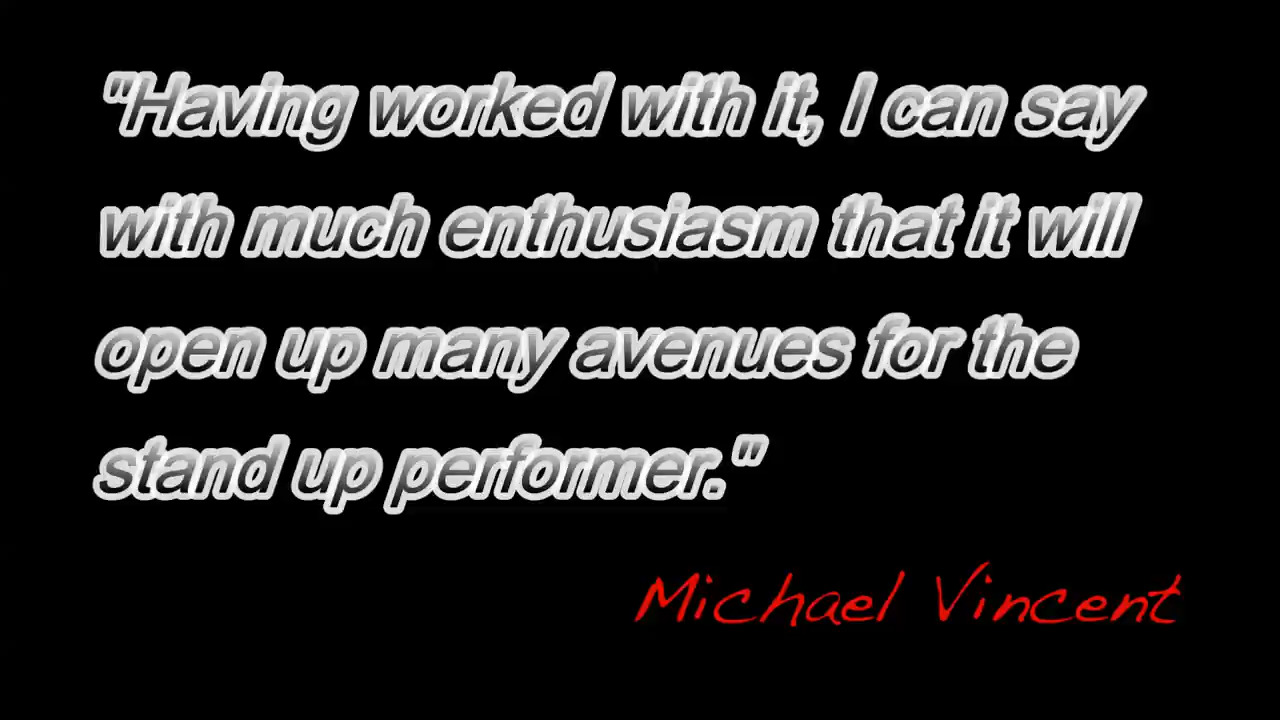 "Having worked with it, I can say
with much enthusiasm that it will
open up many avenues for the
stand up performer."
Michael Vincent